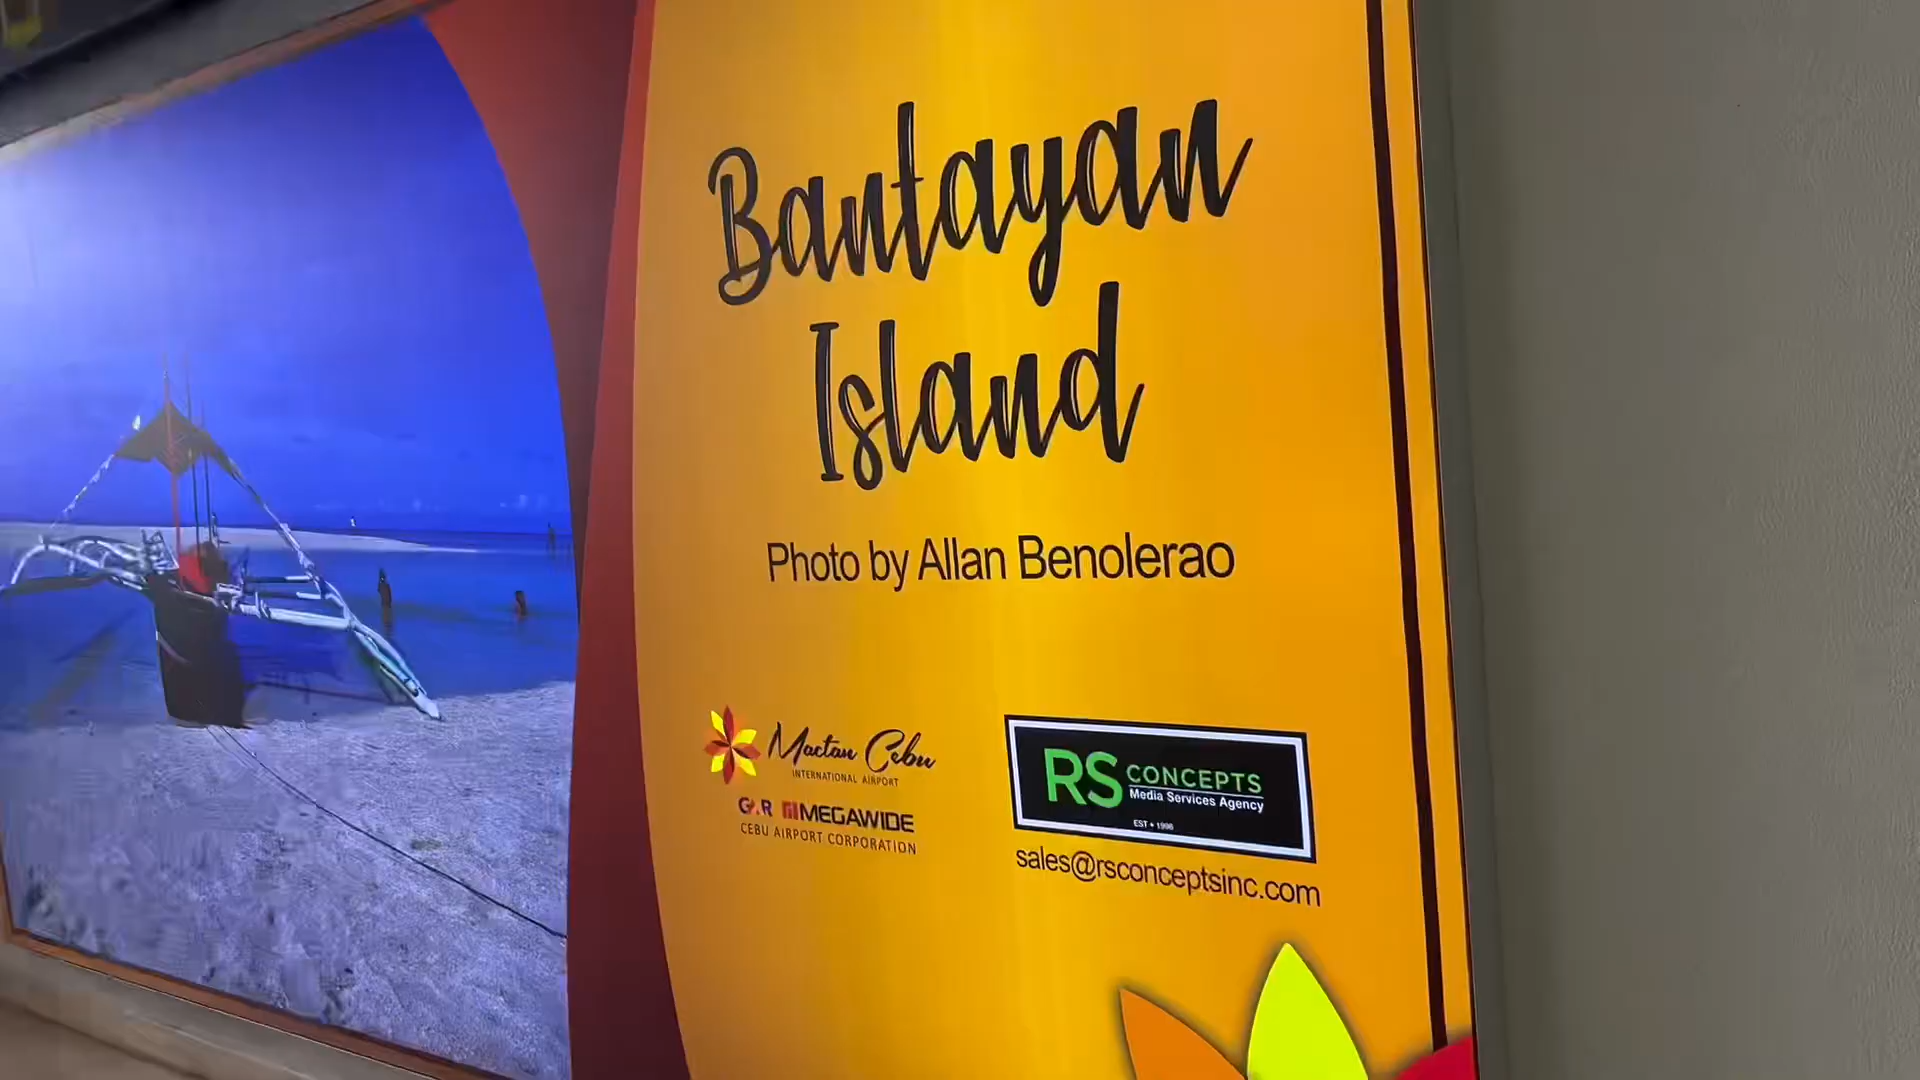 Bantayan
Island
Photo by Allan Benolerao
Mactan Cebu
INTERNATIONAL AIRPORT
GMR MEGAWIDE
CEBU AIRPORT CORPORATION
RS CONCEPTS
Media Services Agency
EST • 1996
sales@rsconceptsinc.com